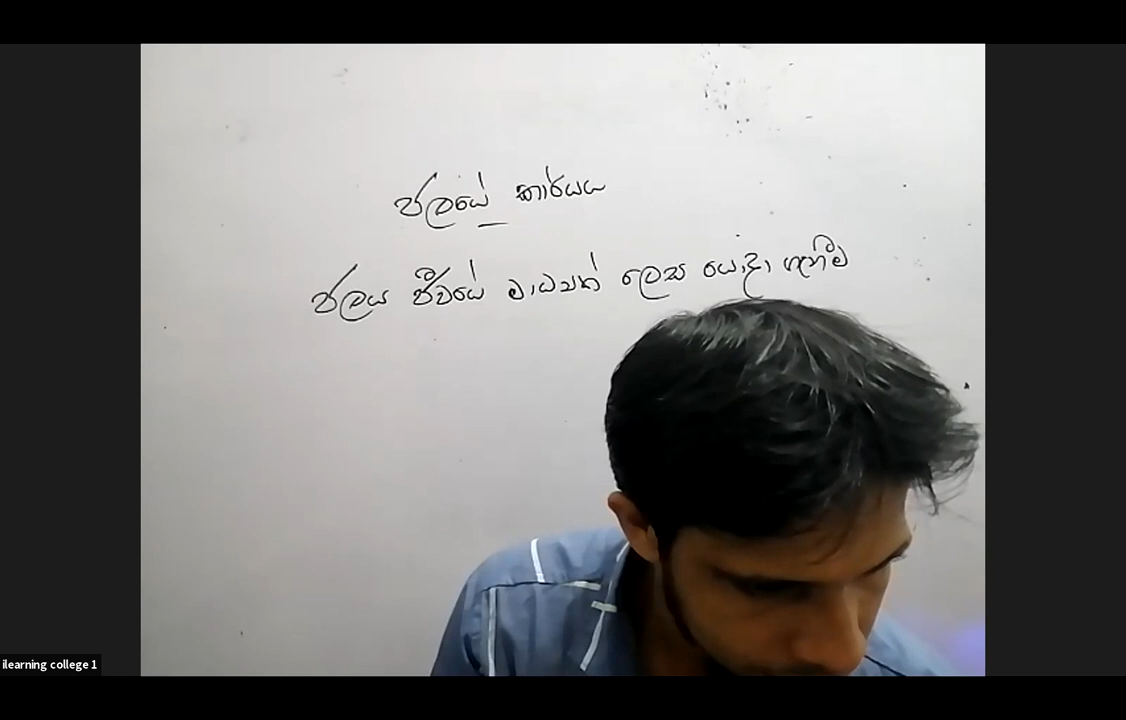 ජලයේ කාර්යය
ජලය ජීවයේ මාධ්‍යයක් ලෙස යොදා ගැනීම
ilearning college 1